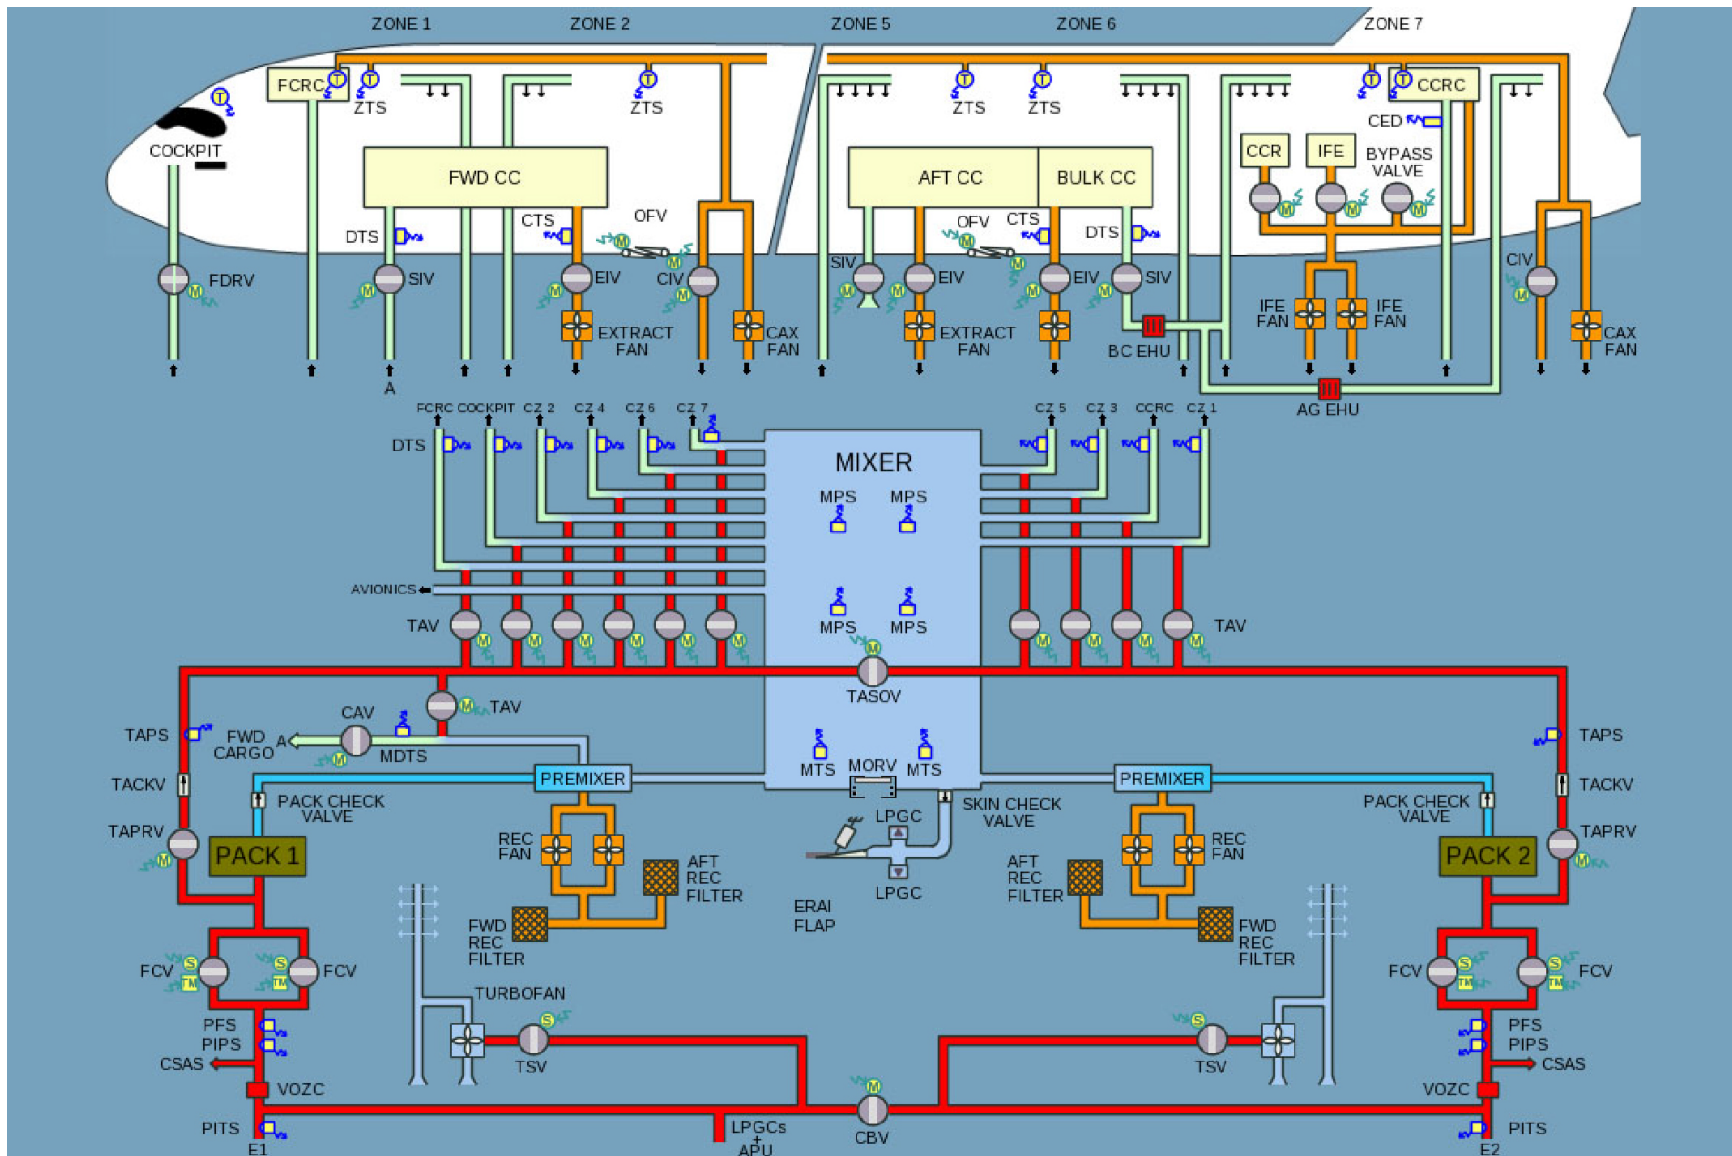 ZONE 1
ZONE 2
ZONE 5
ZONE 6
ZONE 7
T
FCRC
T
T
T
T
T
T
T
CCRC
ZTS
ZTS
ZTS
ZTS
CED
COCKPIT
CCR
IFE
BYPASS
VALVE
FWD CC
AFT CC
BULK CC
M
M
M
DTS
CTS
OFV
OFV
CTS
DTS
M
M
M
M
FDRV
SIV
EIV
CIV
SIV
EIV
EIV
SIV
CIV
M
M
M
M
M
M
M
M
IFE
FAN
IFE
FAN
EXTRACT
FAN
CAX
FAN
EXTRACT
FAN
BC EHU
CAX
FAN
A
AG EHU
FCRC
COCKPIT
CZ 2
CZ 4
CZ 6
CZ 7
CZ 5
CZ 3
CCRC
CZ 1
DTS
MIXER
MPS
MPS
AVIONICS
TAV
MPS
MPS
TAV
M
M
M
M
M
M
M
M
M
M
M
TASOV
TAV
M
CAV
TAPS
FWD
CARGO
A
MDTS
M
MTS
MORV
MTS
TAPS
TACKV
PREMIXER
PREMIXER
TACKV
PACK CHECK
VALVE
LPGC
SKIN CHECK
VALVE
PACK CHECK
VALVE
TAPRV
M
PACK 1
REC
FAN
AFT
REC
FILTER
LPGC
AFT
REC
FILTER
REC
FAN
PACK 2
TAPRV
M
ERAI
FLAP
FWD
REC
FILTER
FWD
REC
FILTER
FCV
S
TM
S
TM
FCV
FCV
S
TM
S
TM
FCV
TURBOFAN
PFS
PIPS
CSAS
S
TSV
S
TSV
PFS
PIPS
CSAS
VOZC
M
VOZC
PITS
E1
LPGCs
+
APU
CBV
PITS
E2